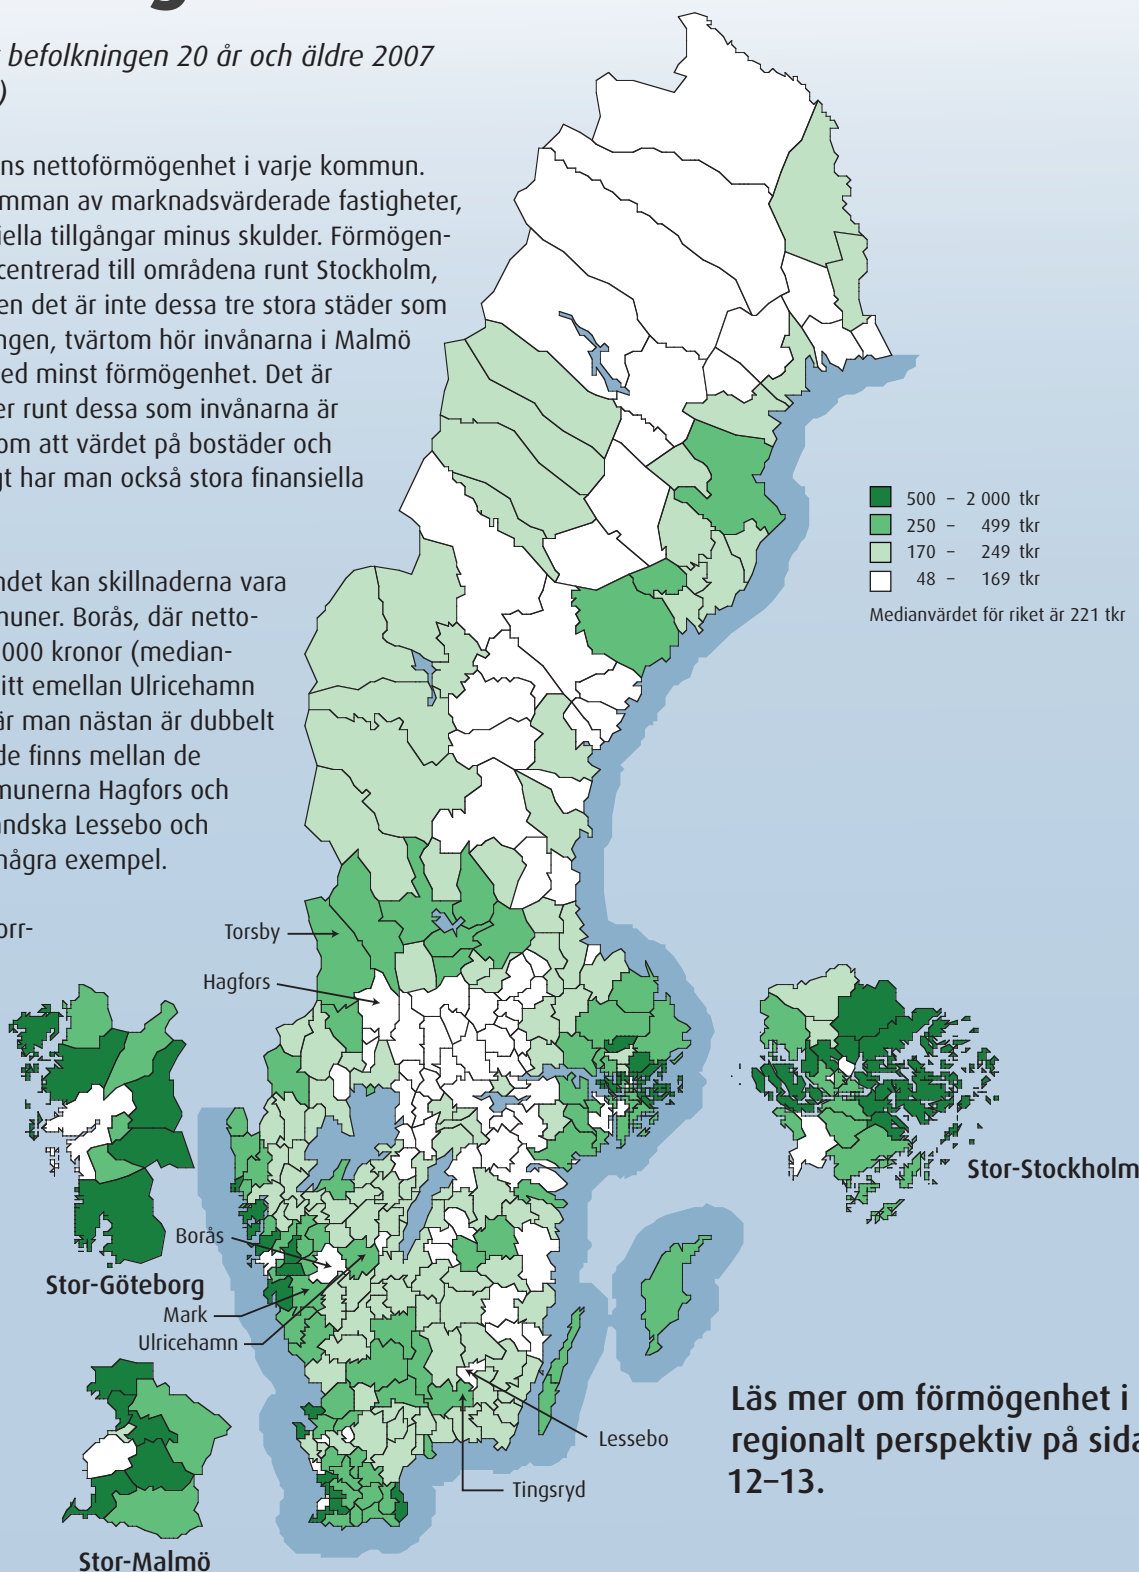 befolkningen 20 år och äldre 2007
)
ns nettoförmögenhet i varje kommun.
mman av marknadsvärderade fastigheter,
iella tillgångar minus skulder. Förmögen-
centrerad till områdena runt Stockholm,
en det är inte dessa tre stora städer som
ngen, tvärtom hör invånarna i Malmö
ed minst förmögenhet. Det är
er runt dessa som invånarna är
om att värdet på bostäder och
gt har man också stora finansiella
ndet kan skillnaderna vara
muner. Borås, där netto-
000 kronor (median-
itt emellan Ulricehamn
är man nästan är dubbelt
de finns mellan de
munerna Hagfors och
ändska Lessebo och
några exempel.
orr-
500 – 2 000 tkr
250 – 499 tkr
170 – 249 tkr
48 – 169 tkr
Medianvärdet för riket är 221 tkr
Torsby
Hagfors
Stor-Stockholm
Borås
Stor-Göteborg
Mark
Ulricehamn
Lessebo
Tingsryd
Stor-Malmö
Läs mer om förmögenhet i
regionalt perspektiv på sida
12–13.